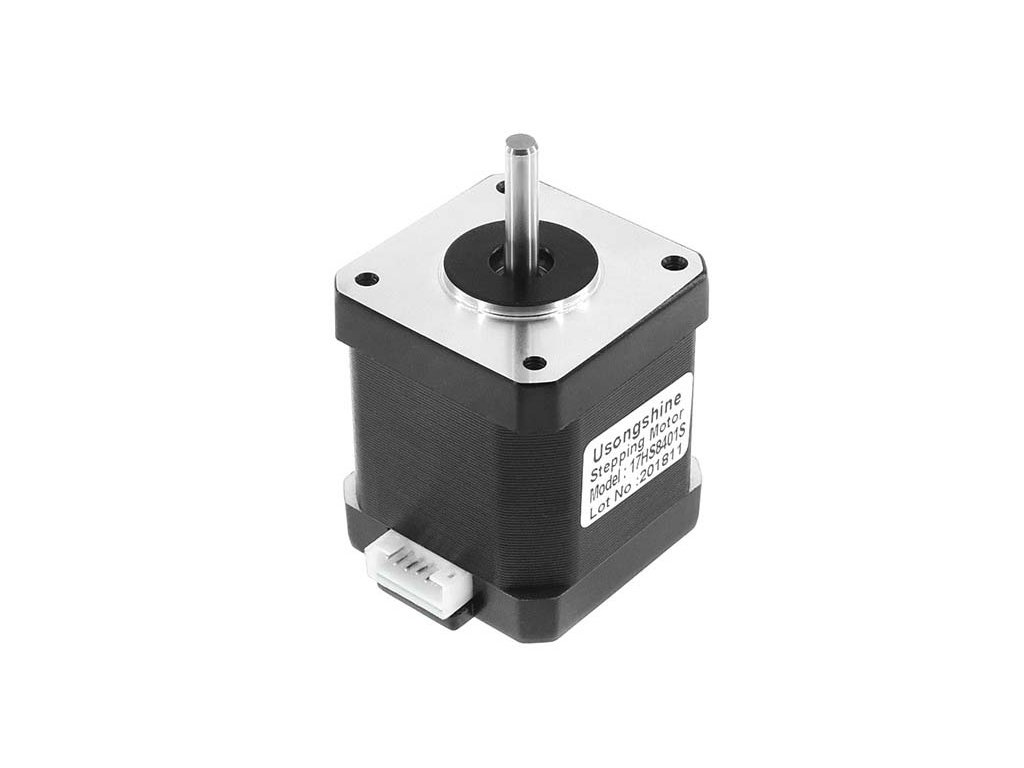 Usongshine
Stepping Motor
Model : 17HS8401S
Lot No :201811